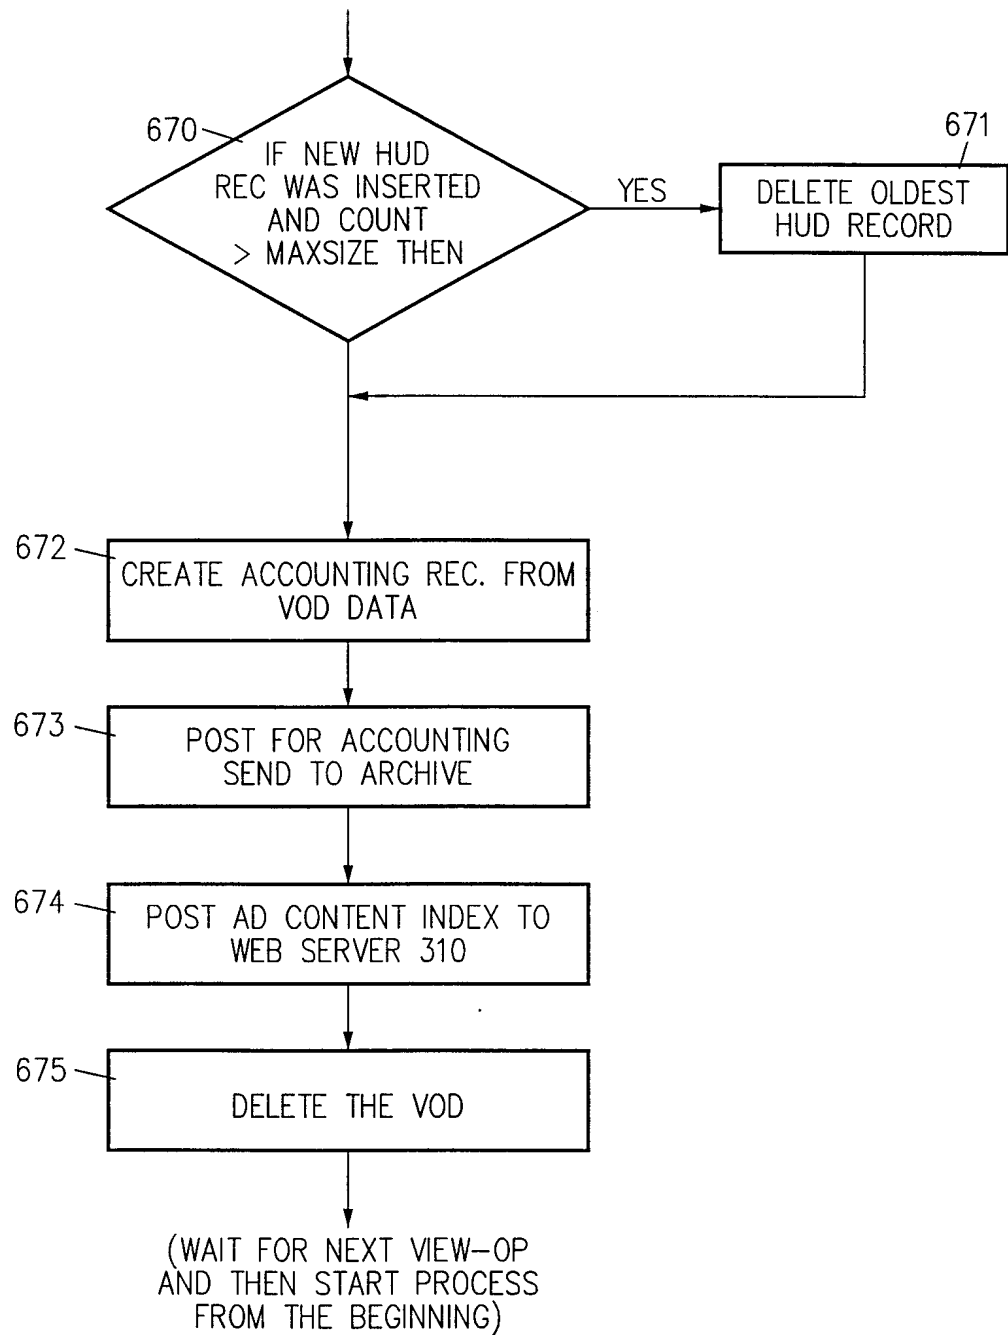 670
IF NEW HUD
REC WAS INSERTED
AND COUNT
> MAXSIZE THEN
YES
671
DELETE OLDEST
HUD RECORD
672
CREATE ACCOUNTING REC. FROM
VOD DATA
673
POST FOR ACCOUNTING
SEND TO ARCHIVE
674
POST AD CONTENT INDEX TO
WEB SERVER 310
675
DELETE THE VOD
(WAIT FOR NEXT VIEW-OP
AND THEN START PROCESS
FROM THE BEGINNING)